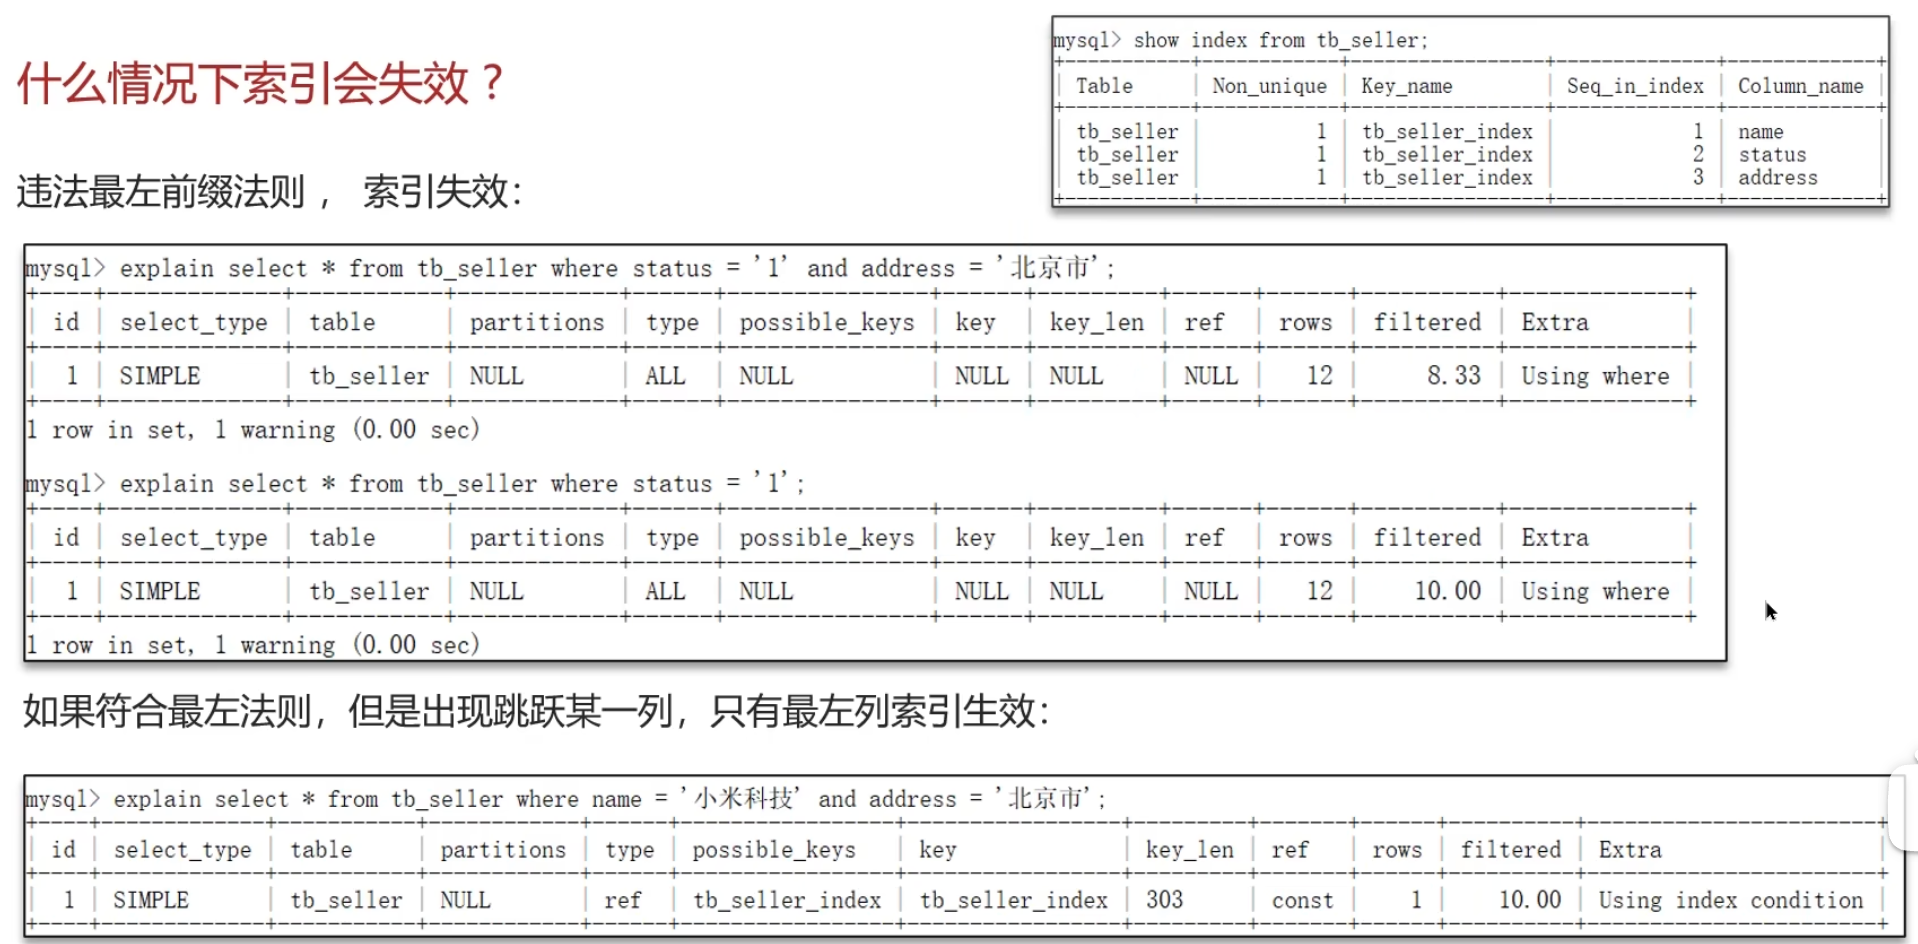 什么情况下索引会失效？
mysql> show index from tb_seller;
+-----------+------------+-----------------+--------------+-------------+
| Table | Non_unique | Key_name | Seq_in_index | Column_name |
+-----------+------------+-----------------+--------------+-------------+
| tb_seller | 1 | tb_seller_index | 1 | name |
| tb_seller | 1 | tb_seller_index | 2 | status |
| tb_seller | 1 | tb_seller_index | 3 | address |
+-----------+------------+-----------------+--------------+-------------+
违法最左前缀法则， 索引失效：
mysql> explain select * from tb_seller where status = '1' and address = '北京市';
+----+-------------+-----------+------------+------+---------------+------+---------+------+------+----------+-------------+
| id | select_type | table | partitions | type | possible_keys | key | key_len | ref | rows | filtered | Extra |
+----+-------------+-----------+------------+------+---------------+------+---------+------+------+----------+-------------+
| 1 | SIMPLE | tb_seller | NULL | ALL | NULL | NULL | NULL | NULL | 12 | 8.33 | Using where |
+----+-------------+-----------+------------+------+---------------+------+---------+------+------+----------+-------------+
1 row in set, 1 warning (0.00 sec)
mysql> explain select * from tb_seller where status = '1';
+----+-------------+-----------+------------+------+---------------+------+---------+------+------+----------+-------------+
| id | select_type | table | partitions | type | possible_keys | key | key_len | ref | rows | filtered | Extra |
+----+-------------+-----------+------------+------+---------------+------+---------+------+------+----------+-------------+
| 1 | SIMPLE | tb_seller | NULL | ALL | NULL | NULL | NULL | NULL | 12 | 10.00 | Using where |
+----+-------------+-----------+------------+------+---------------+------+---------+------+------+----------+-------------+
1 row in set, 1 warning (0.00 sec)
如果符合最左法则，但是出现跳跃某一列，只有最左列索引生效：
mysql> explain select * from tb_seller where name = '小米科技' and address = '北京市';
+----+-------------+-----------+------------+------+-----------------+-----------------+---------+-------+------+----------+-----------------------+
| id | select_type | table | partitions | type | possible_keys | key | key_len | ref | rows | filtered | Extra |
+----+-------------+-----------+------------+------+-----------------+-----------------+---------+-------+------+----------+-----------------------+
| 1 | SIMPLE | tb_seller | NULL | ref | tb_seller_index | tb_seller_index | 303 | const | 1 | 10.00 | Using index condition |
+----+-------------+-----------+------------+------+-----------------+-----------------+---------+-------+------+----------+-----------------------+